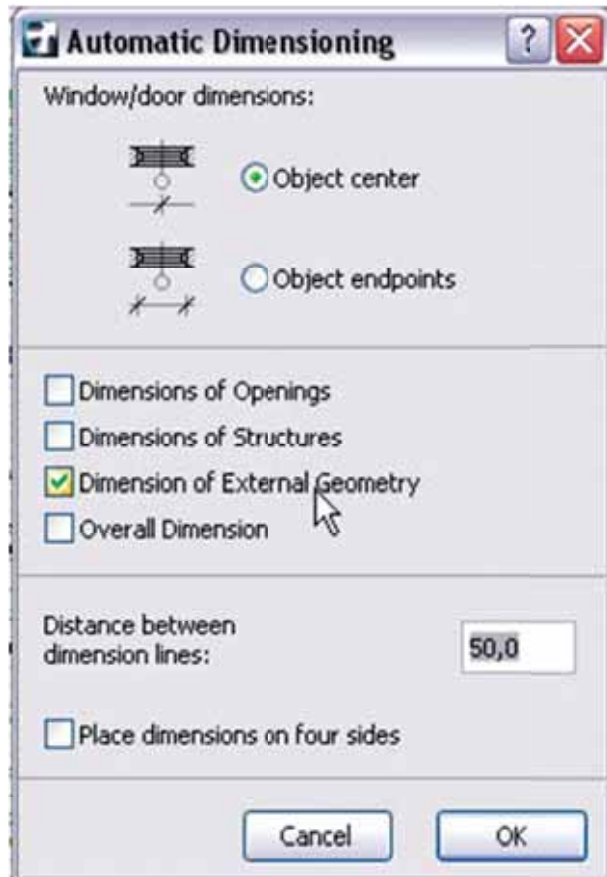 Automatic Dimensioning
?
Window/door dimensions:
Object center
Object endpoints
Dimensions of Openings
Dimensions of Structures
Dimension of External Geometry
Overall Dimension
Distance between
dimension lines:
50,0
Place dimensions on four sides
Cancel OK